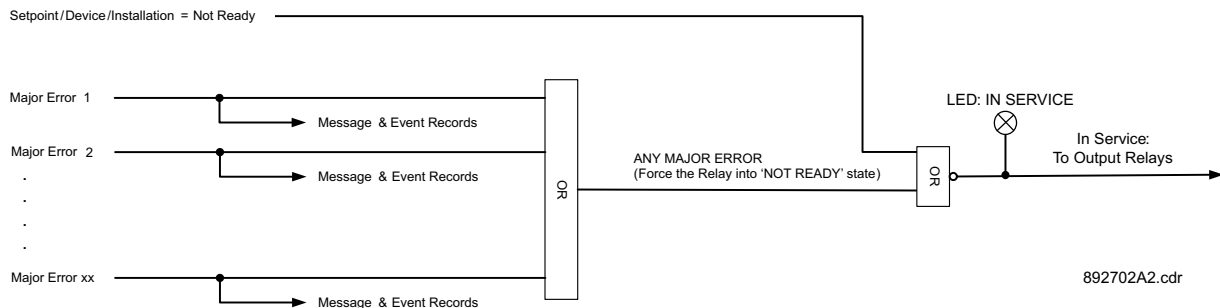 Setpoint/Device/Installation = Not Ready
Major Error 1
Message & Event Records
LED: IN SERVICE
In Service:
To Output Relays
Major Error 2
Message & Event Records
.
.
.
.
OR
ANY MAJOR ERROR
(Force the Relay into ‘NOT READY’ state)
OR
Major Error xx
Message & Event Records
892702A2.cdr